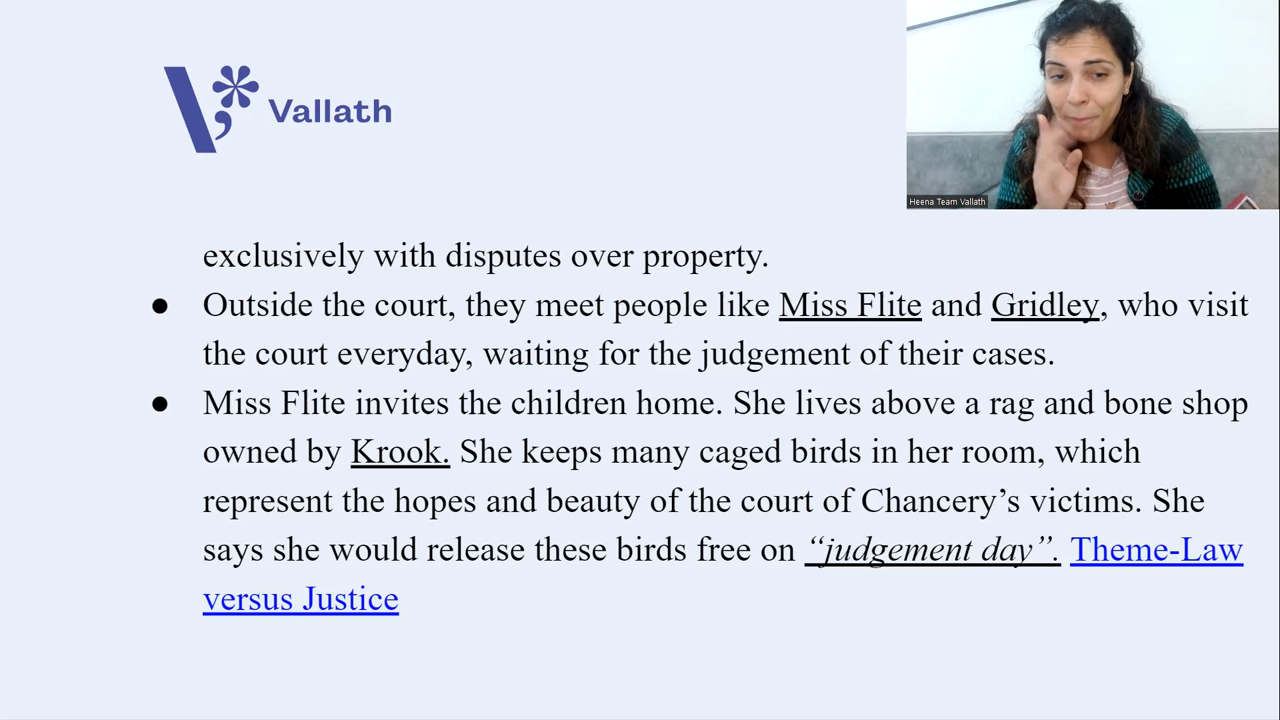 Vallath
Heena Team Vallath
exclusively with disputes over property.
● Outside the court, they meet people like Miss Flite and Gridley, who visit
the court everyday, waiting for the judgement of their cases.
● Miss Flite invites the children home. She lives above a rag and bone shop
owned by Krook. She keeps many caged birds in her room, which
represent the hopes and beauty of the court of Chancery’s victims. She
says she would release these birds free on “judgement day”. Theme-Law
versus Justice